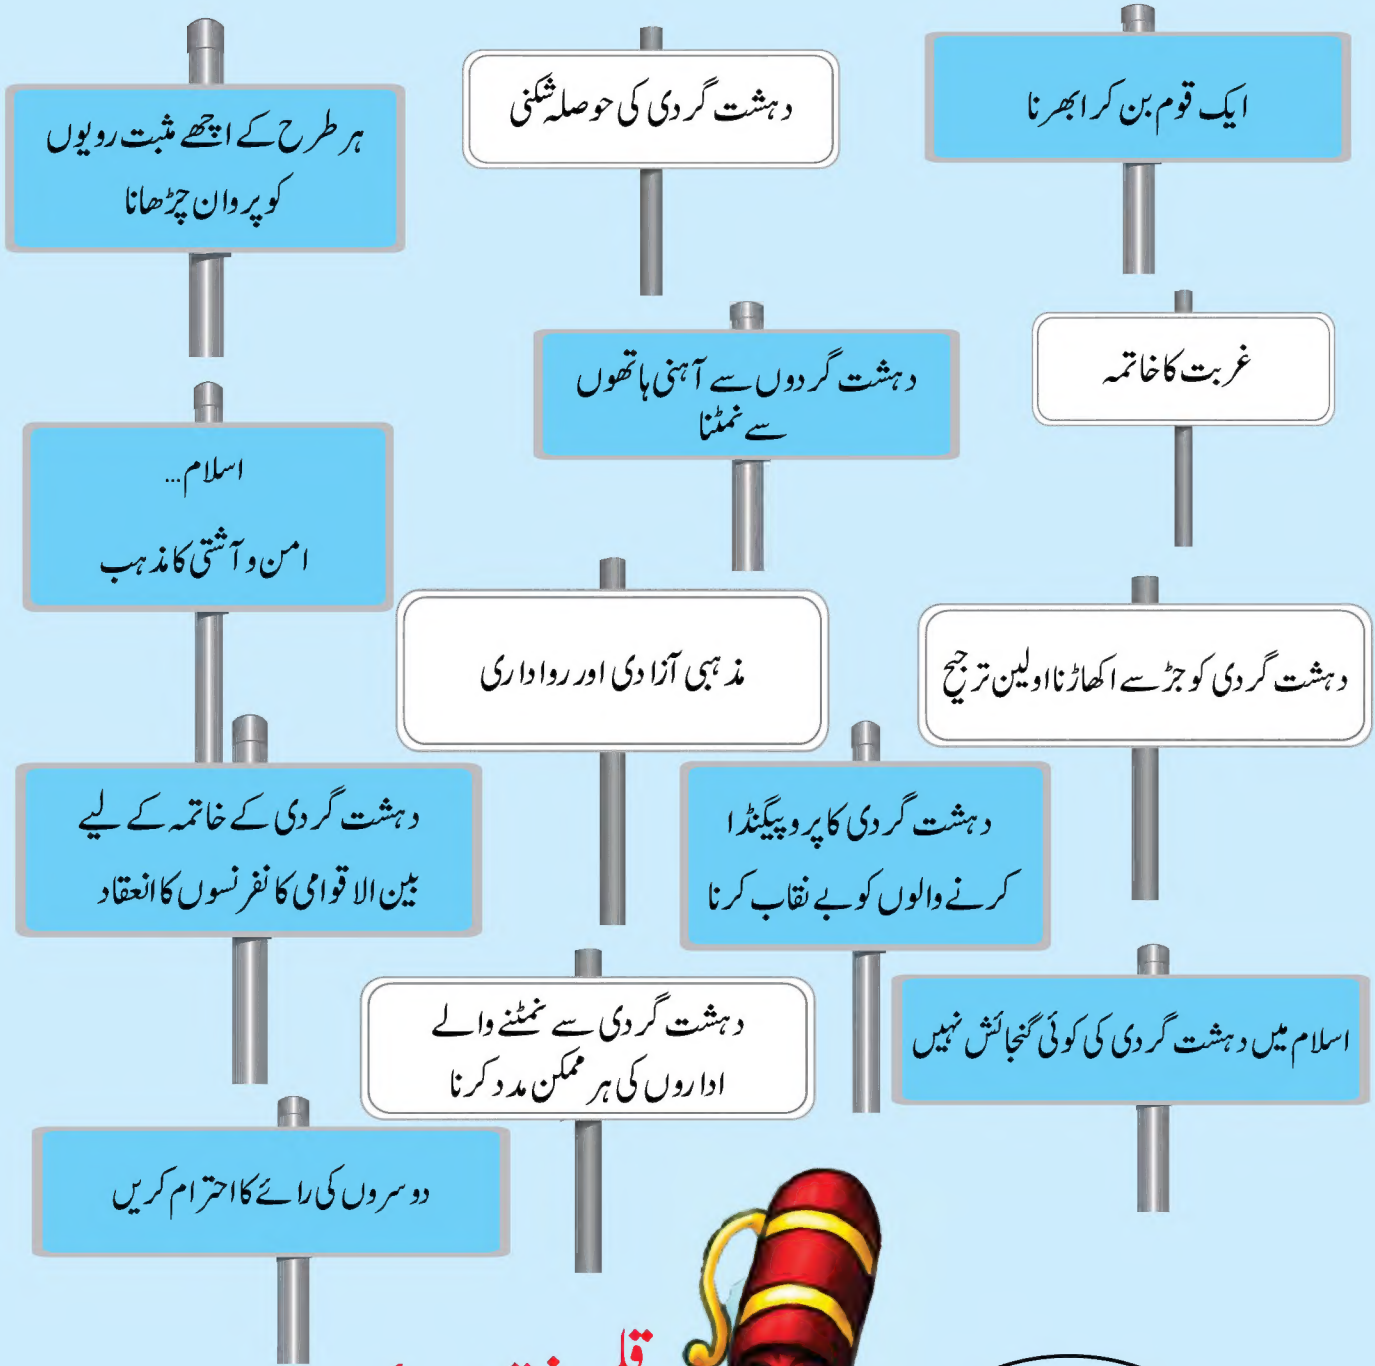 ایک قوم بن کر ابھرنا
دہشت گردی کی حوصلہ شکنی
ہر طرح کے اچھے مثبت رویوں
کو پروان چڑھانا
غربت کا خاتمہ
دہشت گردوں سے آہنی ہاتھوں
سے نمٹنا
اسلام...
امن و آشتی کا مذہب
دہشت گردی کو جڑ سے اکھاڑنا اولین ترجیح
مذہبی آزادی اور رواداری
دہشت گردی کا پروپیگنڈا
کرنے والوں کو بے نقاب کرنا
دہشت گردی کے خاتمہ کے لیے
بین الاقوامی کانفرنسوں کا انعقاد
اسلام میں دہشت گردی کی کوئی گنجائش نہیں
دہشت گردی سے نمٹنے والے
اداروں کی ہر ممکن مدد کرنا
دوسروں کی رائے کا احترام کریں